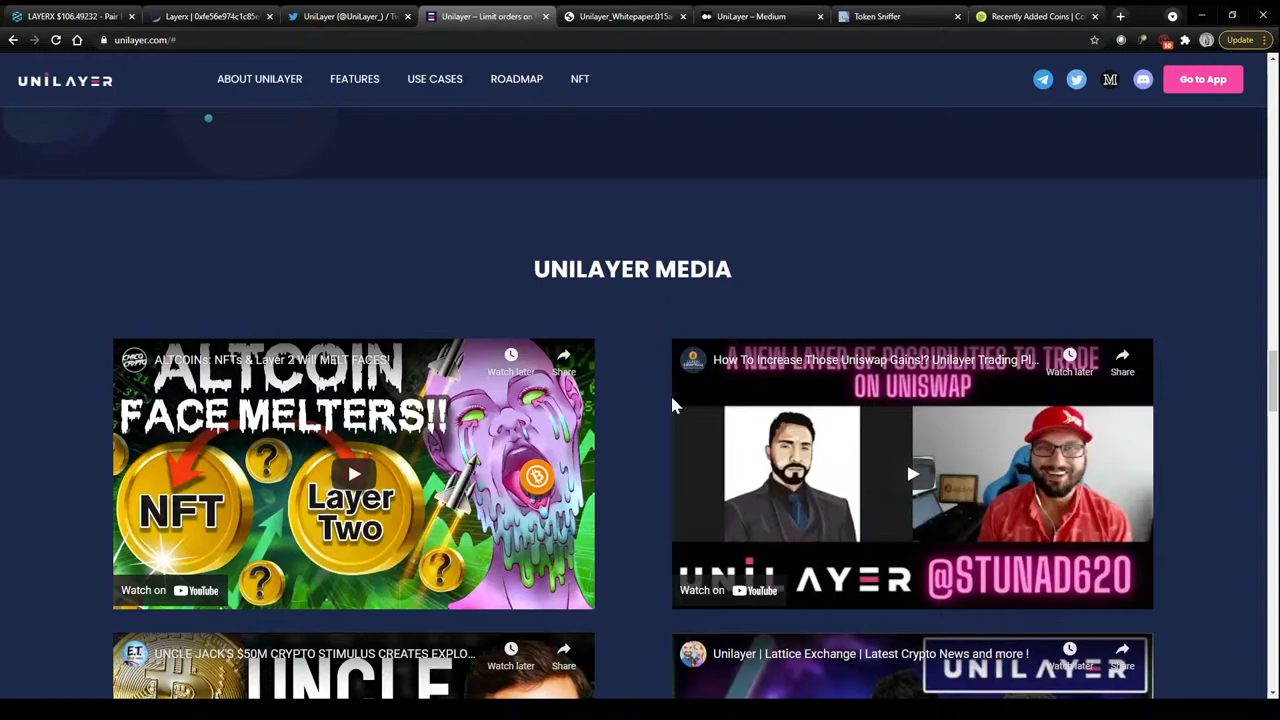 LAYERX $106.49232 - Pair
Layerx | 0xfe56e974c1c85e
UniLayer (@UniLayer_) / Tw
Unilayer – Limit orders on
Unilayer_Whitepaper.015a
UniLayer – Medium
Token Sniffer
Recently Added Coins | Co
unilayer.com/#
10
Update
UNILAYER
ABOUT UNILAYER
FEATURES
USE CASES
ROADMAP
NFT
M
Go to App
UNILAYER MEDIA
ALTCOINs: NFTs & Layer 2 Will MELT FACES!
Watch later
Share
ALTCOIN
FACE MELTERS!!
NFT
Layer
Two
?
?
?
?
Watch on YouTube
How To Increase Those Uniswap Gains!? Unilayer Trading Pl...
Watch later
Share
A NEW LAYER OF POSSIBILITIES TO TRADE
ON UNISWAP
UNILAYER @STUNAD620
Watch on YouTube
E.T.
UNCLE JACK'S $50M CRYPTO STIMULUS CREATES EXPLO...
Watch later
Share
UNCLE
Unilayer | Lattice Exchange | Latest Crypto News and more !
Watch later
Share
UNILAYER